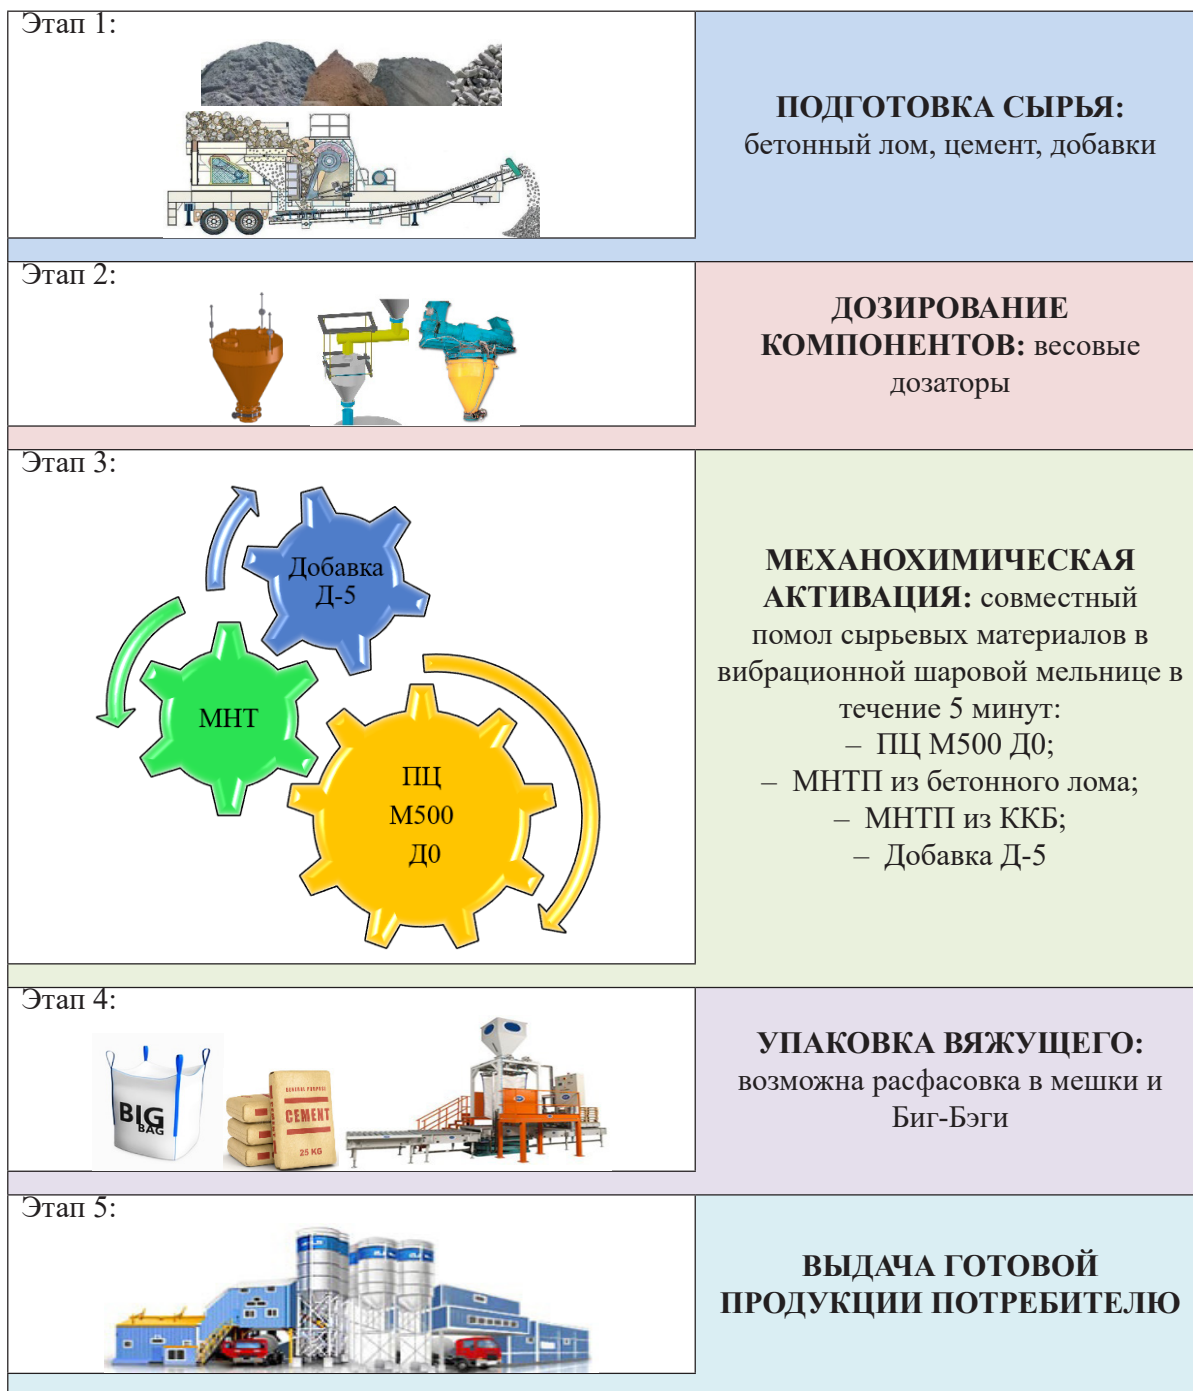 Этап 1:
ПОДГОТОВКА СЫРЬЯ:
бетонный лом, цемент, добавки
Этап 2:
ДОЗИРОВАНИЕ
КОМПОНЕНТОВ: весовые
дозаторы
Этап 3:
Добавка
Д-5
МНТ
ПЦ
М500
Д0
МЕХАНОХИМИЧЕСКАЯ
АКТИВАЦИЯ: совместный
помол сырьевых материалов в
вибрационной шаровой мельнице в
течение 5 минут:
– ПЦ М500 Д0;
– МНТП из бетонного лома;
– МНТП из ККБ;
– Добавка Д-5
Этап 4:
BIG
BAG
GENERAL PURPOSE
CEMENT
25 KG
УПАКОВКА ВЯЖУЩЕГО:
возможна расфасовка в мешки и
Биг-Бэги
Этап 5:
ВЫДАЧА ГОТОВОЙ
ПРОДУКЦИИ ПОТРЕБИТЕЛЮ